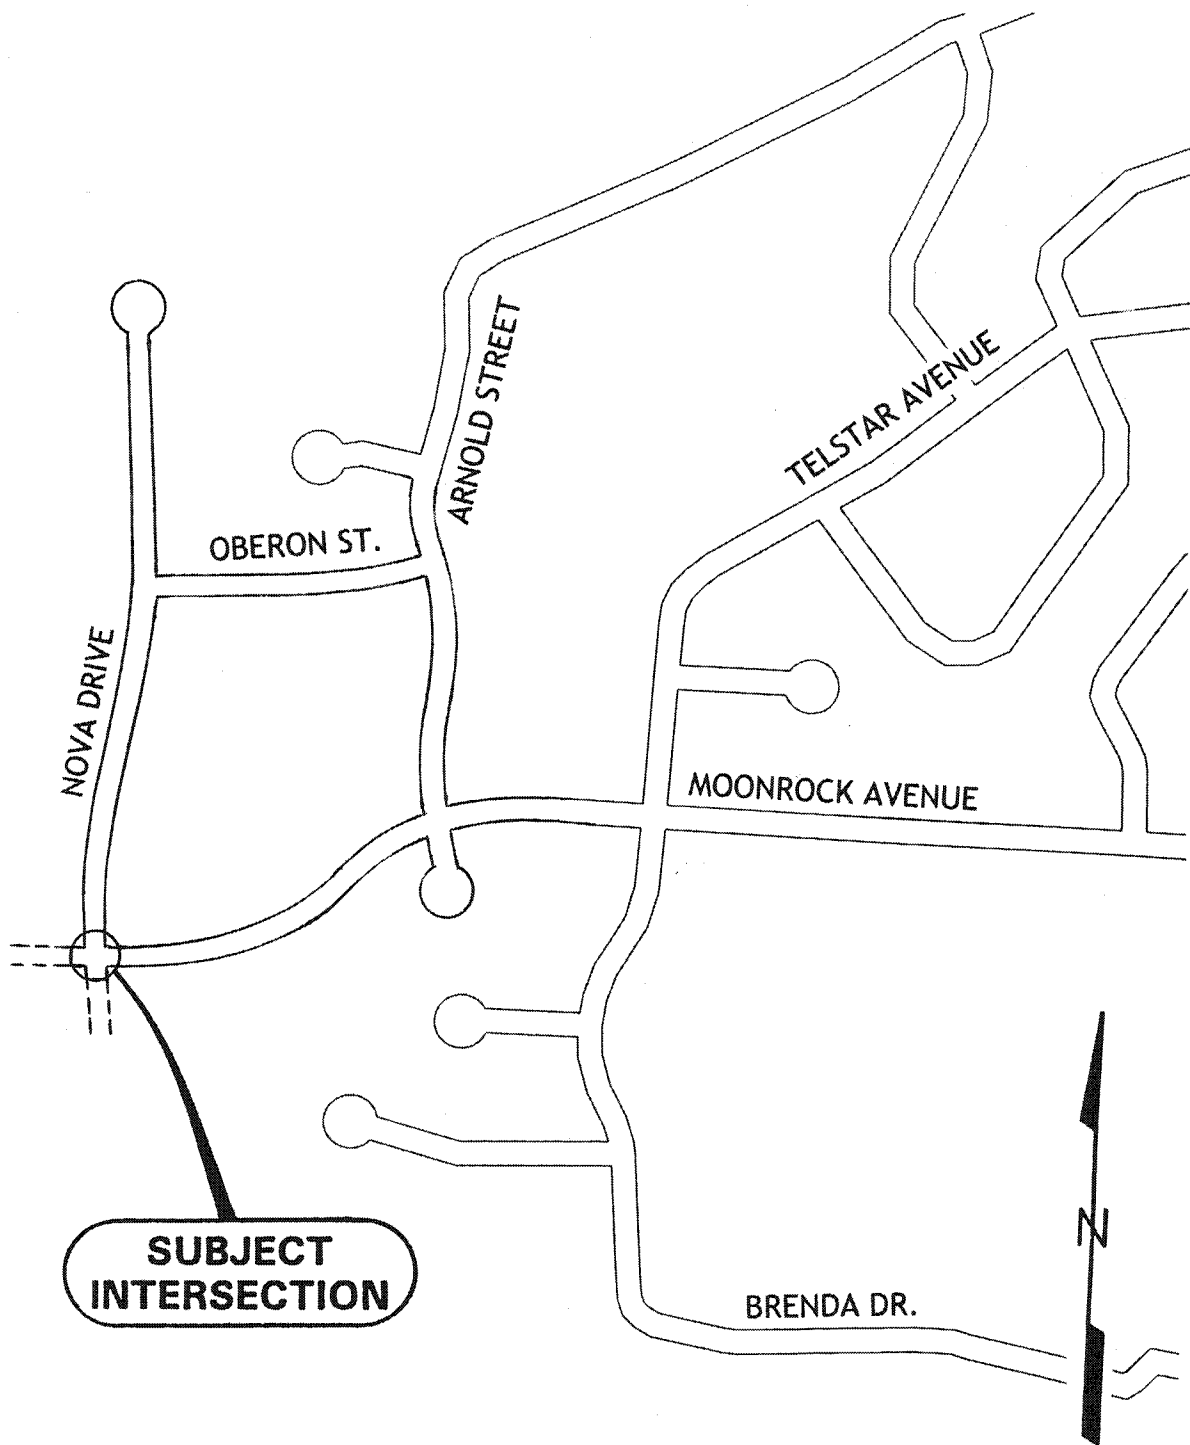 ARNOLD STREET
TELSTAR AVENUE
OBERON ST.
NOVA DRIVE
MOONROCK AVENUE
SUBJECT
INTERSECTION
N
BRENDA DR.